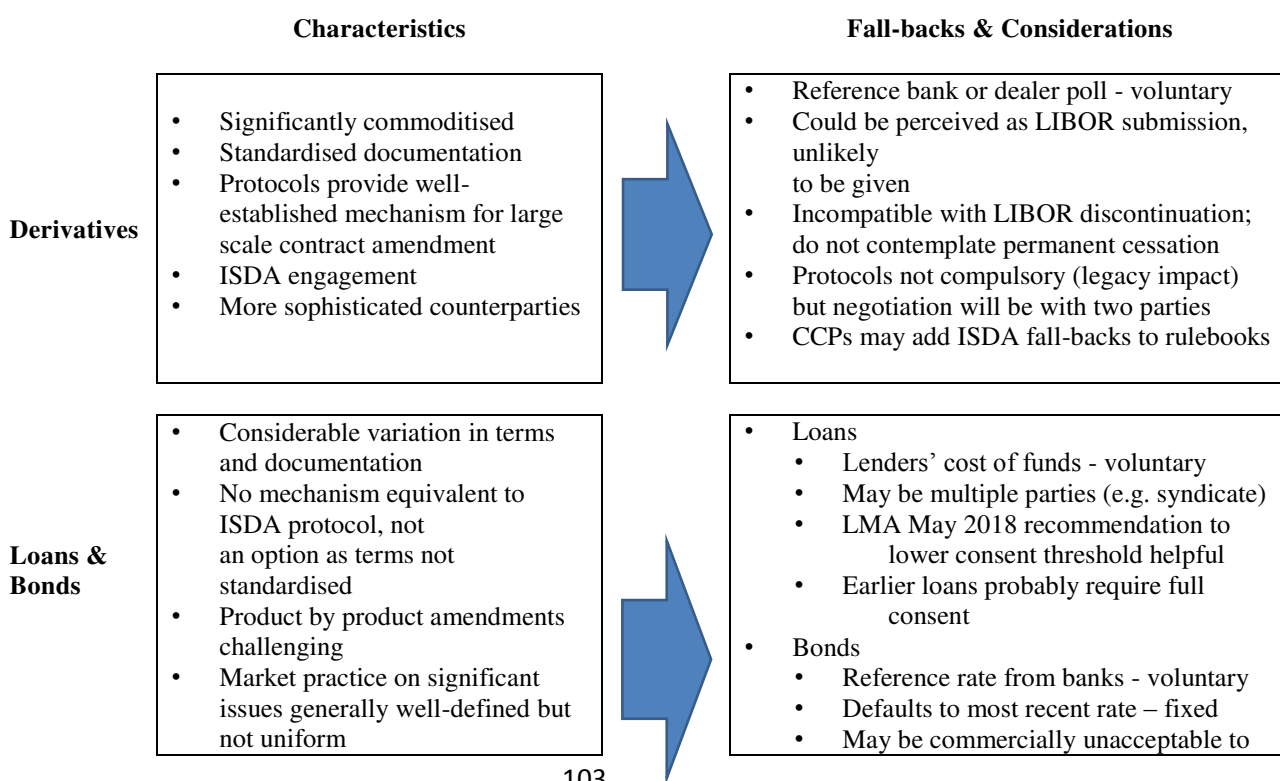 Characteristics
Fall-backs & Considerations
Derivatives
• Significantly commoditised
• Standardised documentation
• Protocols provide well-
established mechanism for large
scale contract amendment
• ISDA engagement
• More sophisticated counterparties
• Reference bank or dealer poll - voluntary
• Could be perceived as LIBOR submission,
unlikely
to be given
• Incompatible with LIBOR discontinuation;
do not contemplate permanent cessation
• Protocols not compulsory (legacy impact)
but negotiation will be with two parties
• CCPs may add ISDA fall-backs to rulebooks
Loans &
Bonds
• Considerable variation in terms
and documentation
• No mechanism equivalent to
ISDA protocol, not
an option as terms not
standardised
• Product by product amendments
challenging
• Market practice on significant
issues generally well-defined but
not uniform
• Loans
• Lenders’ cost of funds - voluntary
• May be multiple parties (e.g. syndicate)
• LMA May 2018 recommendation to
lower consent threshold helpful
• Earlier loans probably require full
consent
• Bonds
• Reference rate from banks - voluntary
• Defaults to most recent rate – fixed
• May be commercially unacceptable to
103